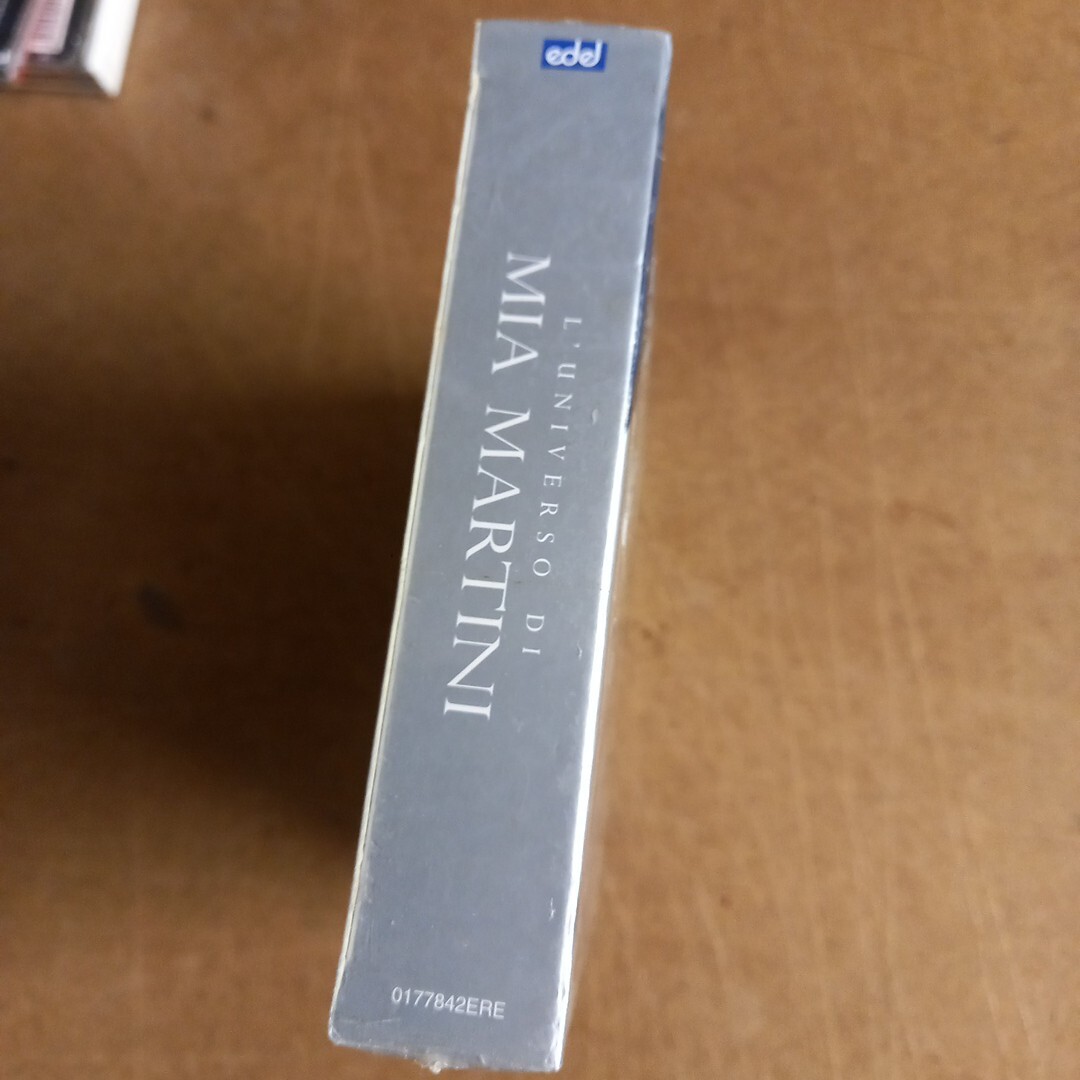 edel
L'UNIVERSO DI
MIA MARTINI
0177842ERE